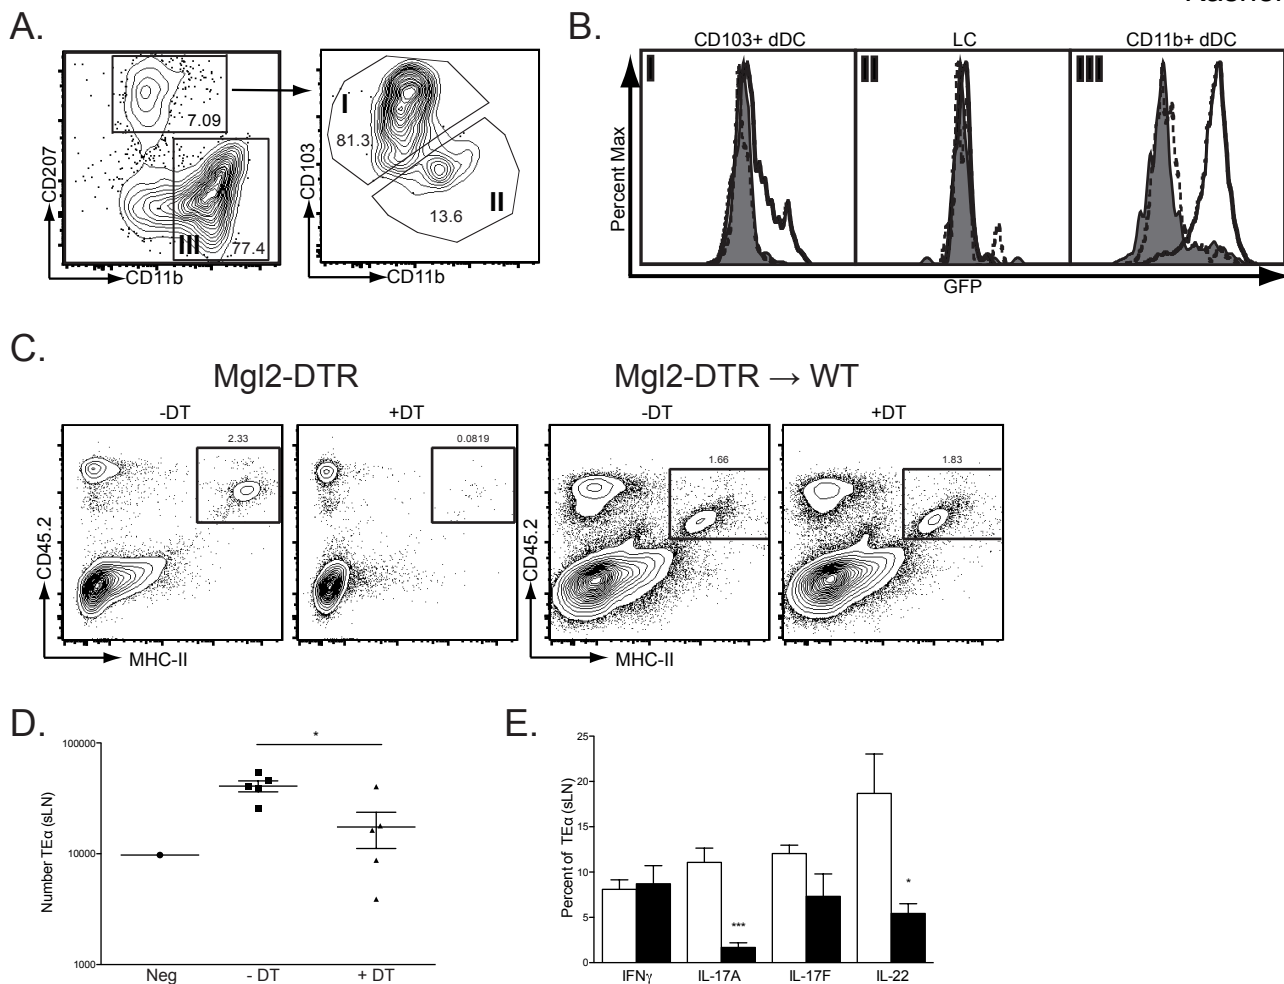 A.
B.
CD103+ dDC
LC
CD11b+ dDC
I
II
III
7.09
I
81.3
II
13.6
III
77.4
CD207
CD11b
CD103
CD11b
Percent Max
GFP
C.
Mgl2-DTR
Mgl2-DTR → WT
-DT
+DT
-DT
+DT
2.33
0.0819
1.66
1.83
CD45.2
MHC-II
CD45.2
MHC-II
D.
*
100000
10000
1000
Number TEα (sLN)
Neg
- DT
+ DT
E.
25
20
15
10
5
0
Percent of TEα (sLN)
***
*
IFNγ
IL-17A
IL-17F
IL-22